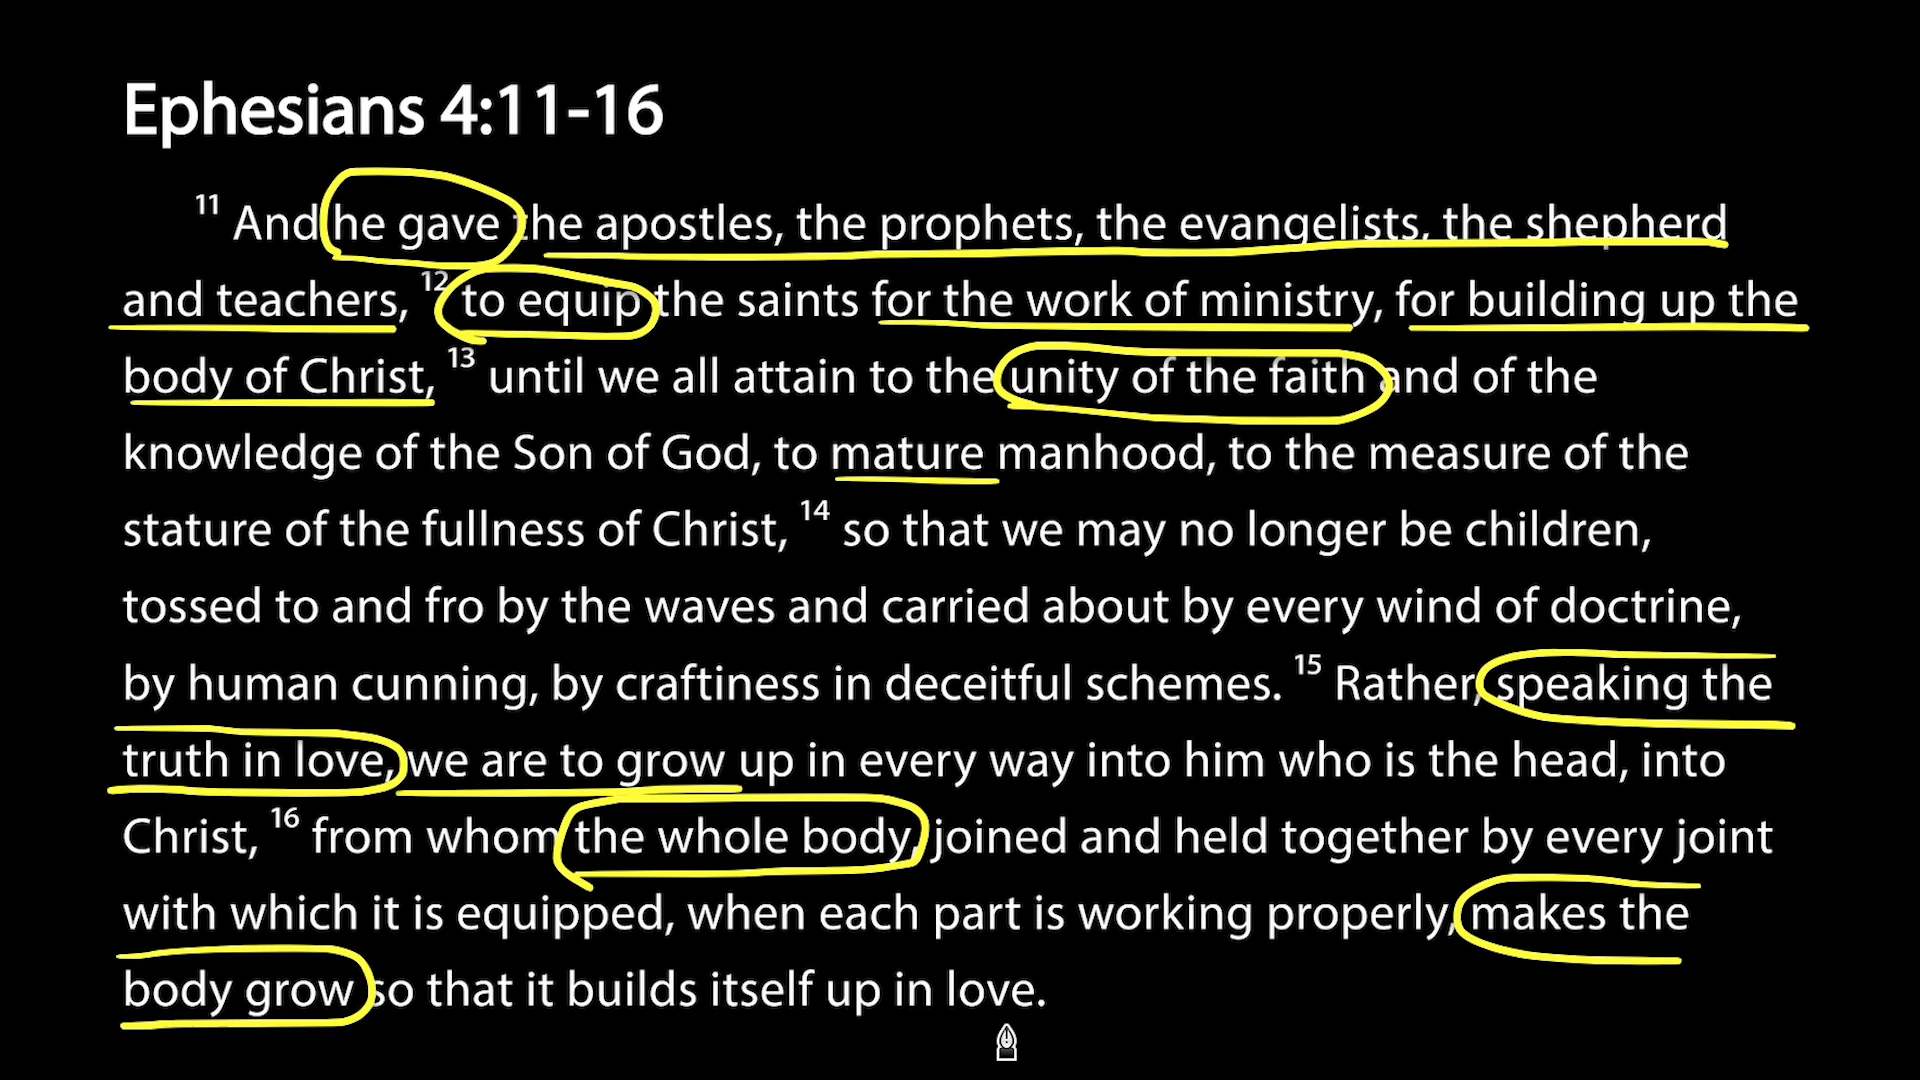 Ephesians 4:11-16
11 And he gave the apostles, the prophets, the evangelists, the shepherd
and teachers, 12 to equip the saints for the work of ministry, for building up the
body of Christ, 13 until we all attain to the unity of the faith and of the
knowledge of the Son of God, to mature manhood, to the measure of the
stature of the fullness of Christ, 14 so that we may no longer be children,
tossed to and fro by the waves and carried about by every wind of doctrine,
by human cunning, by craftiness in deceitful schemes. 15 Rather, speaking the
truth in love, we are to grow up in every way into him who is the head, into
Christ, 16 from whom the whole body, joined and held together by every joint
with which it is equipped, when each part is working properly, makes the
body grow so that it builds itself up in love.